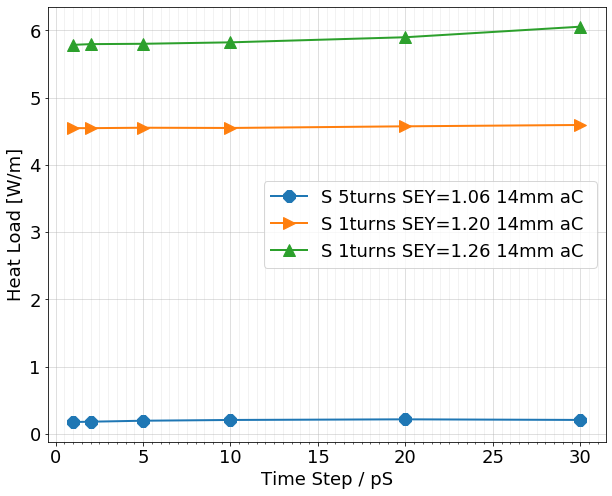 6
5
4
3
2
1
0
Heat Load [W/m]
S 5turns SEY=1.06 14mm aC
S 1turns SEY=1.20 14mm aC
S 1turns SEY=1.26 14mm aC
0 5 10 15 20 25 30
Time Step / pS